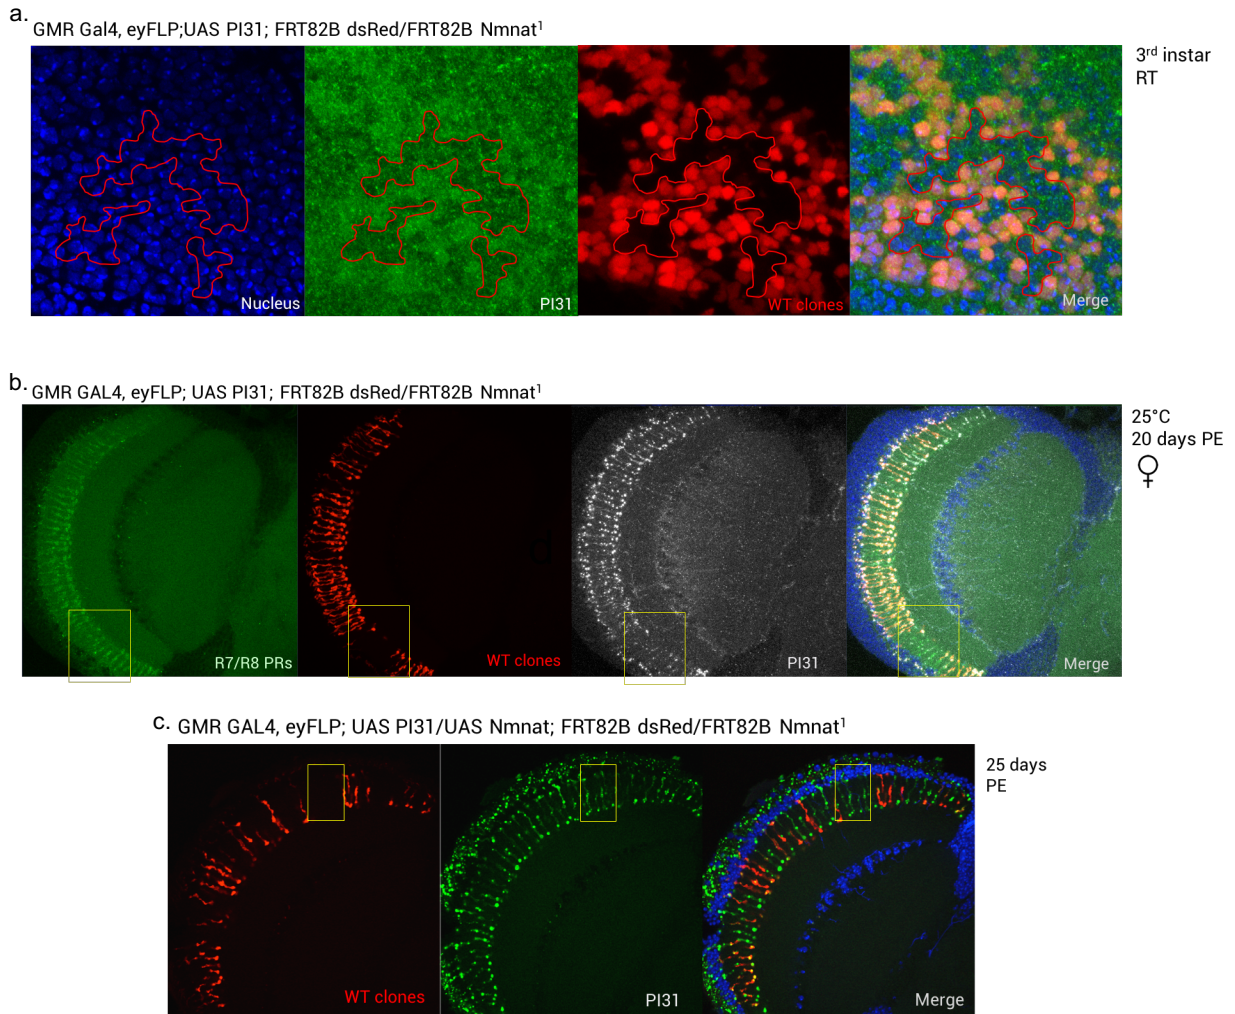 a.
GMR Gal4, eyFLP;UAS PI31; FRT82B dsRed/FRT82B Nmnat¹
3rd instar
RT
Nucleus
PI31
WT clones
Merge
b.
GMR GAL4, eyFLP; UAS PI31; FRT82B dsRed/FRT82B Nmnat¹
25°C
20 days PE
♀
R7/R8 PRs
WT clones
PI31
Merge
c.
GMR GAL4, eyFLP; UAS PI31/UAS Nmnat; FRT82B dsRed/FRT82B Nmnat¹
25 days
PE
WT clones
PI31
Merge